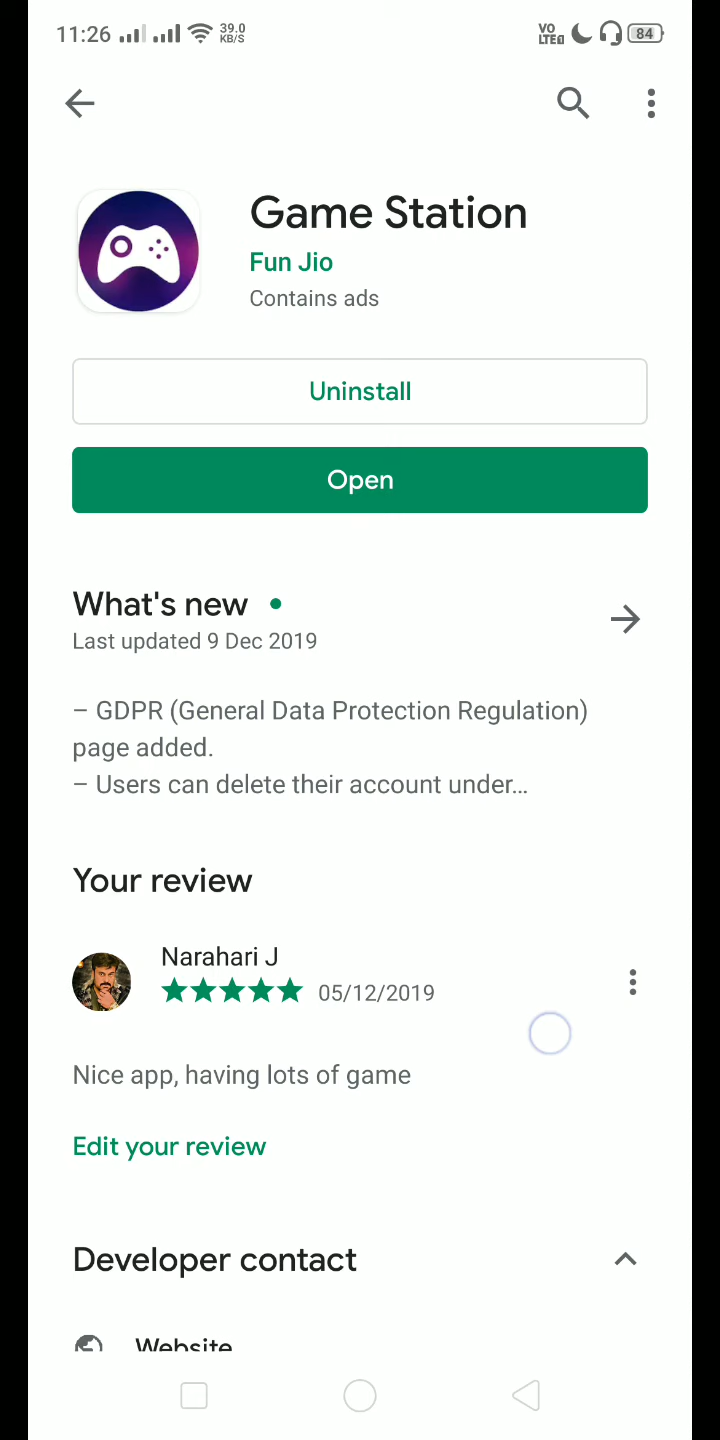 11:26 39.0 KB/S VO LTE 84
Game Station
Fun Jio
Contains ads
Uninstall
Open
What's new
Last updated 9 Dec 2019
– GDPR (General Data Protection Regulation)
page added.
– Users can delete their account under…
Your review
Narahari J
05/12/2019
Nice app, having lots of game
Edit your review
Developer contact
Website